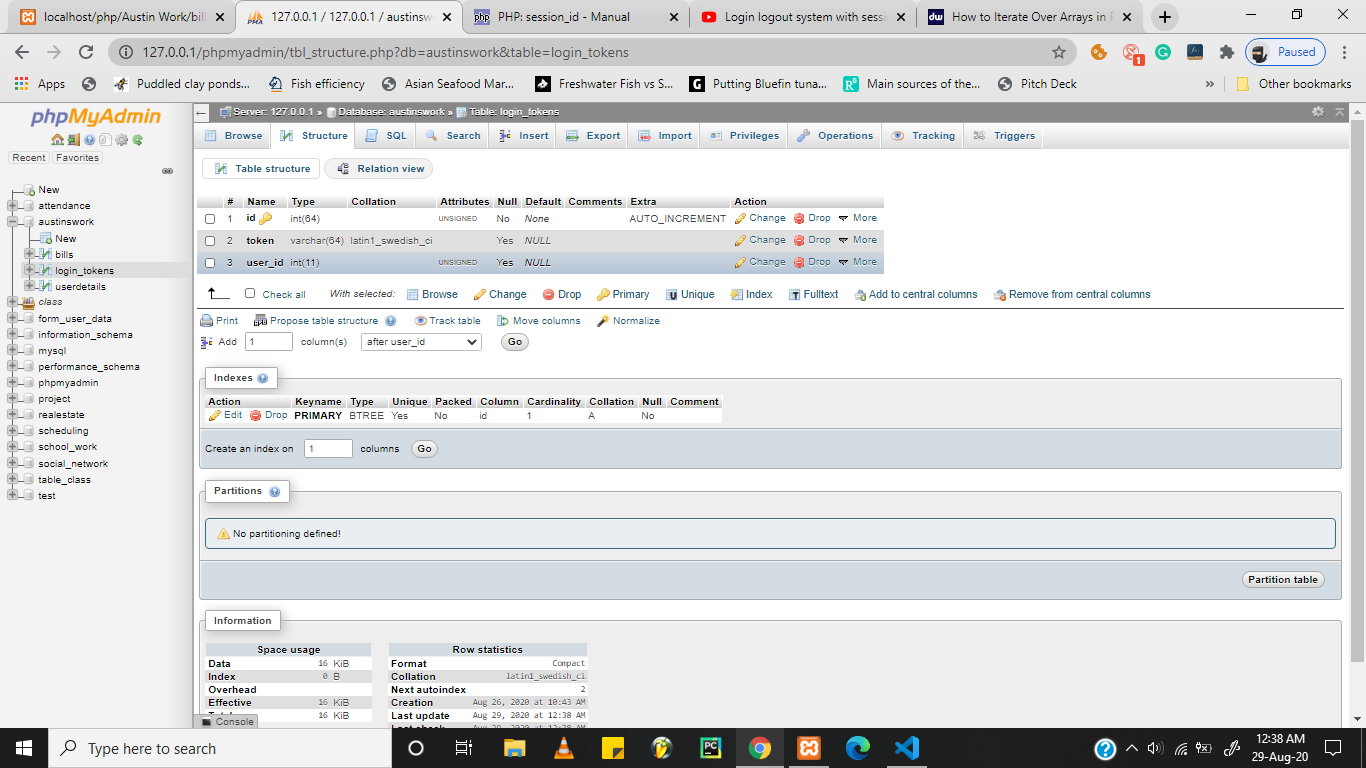 localhost/php/Austin Work/bill
127.0.0.1 / 127.0.0.1 / austinsw
PHP: session_id - Manual
Login logout system with sessi
How to Iterate Over Arrays in P
127.0.0.1/phpmyadmin/tbl_structure.php?db=austinswork&table=login_tokens
1
Paused
Apps
Puddled clay ponds...
Fish efficiency
Asian Seafood Mar...
Freshwater Fish vs S...
Putting Bluefin tuna...
Main sources of the...
Pitch Deck
»
Other bookmarks
phpMyAdmin
Recent Favorites
New
attendance
austinswork
New
bills
login_tokens
userdetails
class
form_user_data
information_schema
mysql
performance_schema
phpmyadmin
project
realestate
scheduling
school_work
social_network
table_class
test
Server: 127.0.0.1 » Database: austinswork » Table: login_tokens
Browse Structure SQL Search Insert Export Import Privileges Operations Tracking Triggers
Table structure Relation view
# Name Type Collation Attributes Null Default Comments Extra Action
1 id int(64) UNSIGNED No None AUTO_INCREMENT Change Drop More
2 token varchar(64) latin1_swedish_ci Yes NULL Change Drop More
3 user_id int(11) UNSIGNED Yes NULL Change Drop More
Check all With selected: Browse Change Drop Primary Unique Index Fulltext Add to central columns Remove from central columns
Print Propose table structure Track table Move columns Normalize
Add 1 column(s) after user_id Go
Indexes
Action Keyname Type Unique Packed Column Cardinality Collation Null Comment
Edit Drop PRIMARY BTREE Yes No id 1 A No
Create an index on 1 columns Go
Partitions
No partitioning defined!
Partition table
Information
Space usage
Data 16 KiB
Index 0 B
Overhead
Effective 16 KiB
16 KiB
Row statistics
Format Compact
Collation latin1_swedish_ci
Next autoindex 2
Creation Aug 26, 2020 at 10:43 AM
Last update Aug 29, 2020 at 12:38 AM
Console
Type here to search
12:38 AM
29-Aug-20